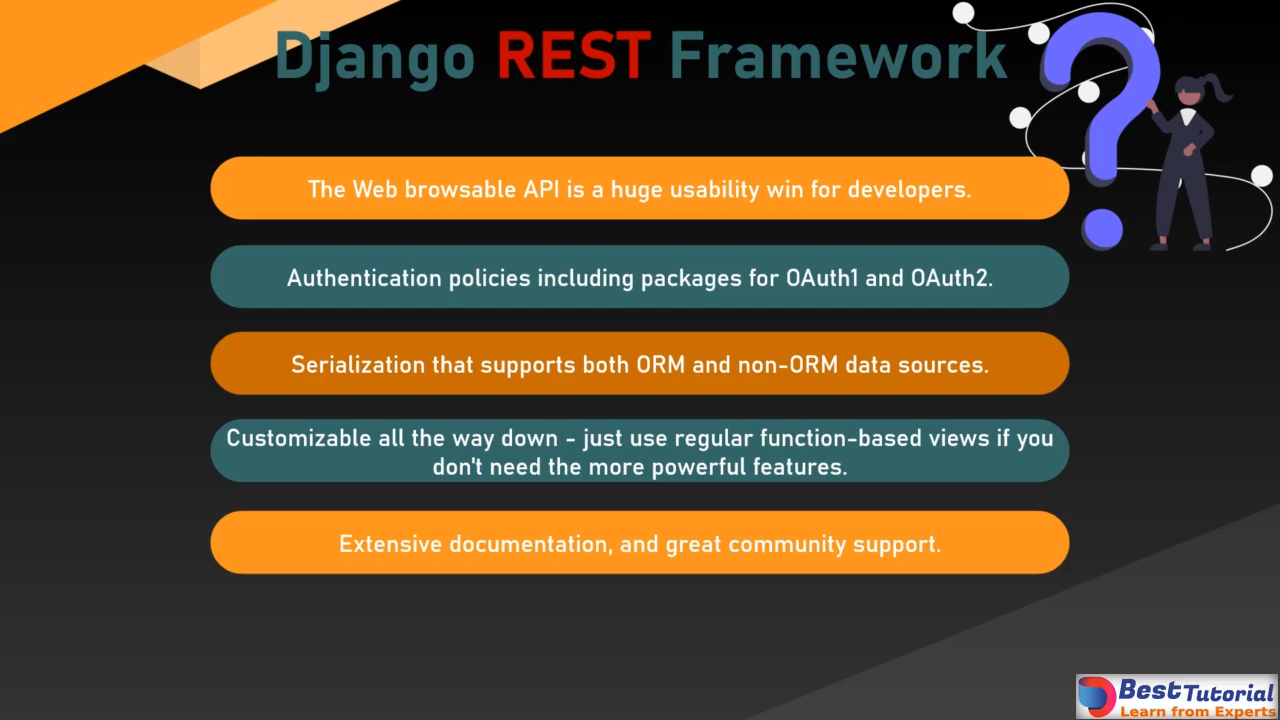 Django REST Framework
The Web browsable API is a huge usability win for developers.
Authentication policies including packages for OAuth1 and OAuth2.
Serialization that supports both ORM and non-ORM data sources.
Customizable all the way down - just use regular function-based views if you
don't need the more powerful features.
Extensive documentation, and great community support.
Best Tutorial
Learn from Experts